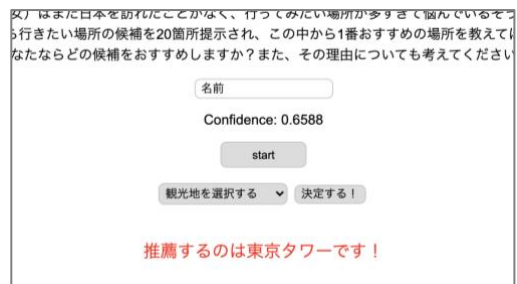 女）はまだ日本を訪れたことがなく、行ってみたい場所が多すぎて悩んでいるそ
行きたい場所の候補を20箇所提示され、この中から1番おすすめの場所を教えて
なたならどの候補をおすすめしますか？また、その理由についても考えてください
名前
Confidence: 0.6588
start
観光地を選択する 決定する！
推薦するのは東京タワーです！